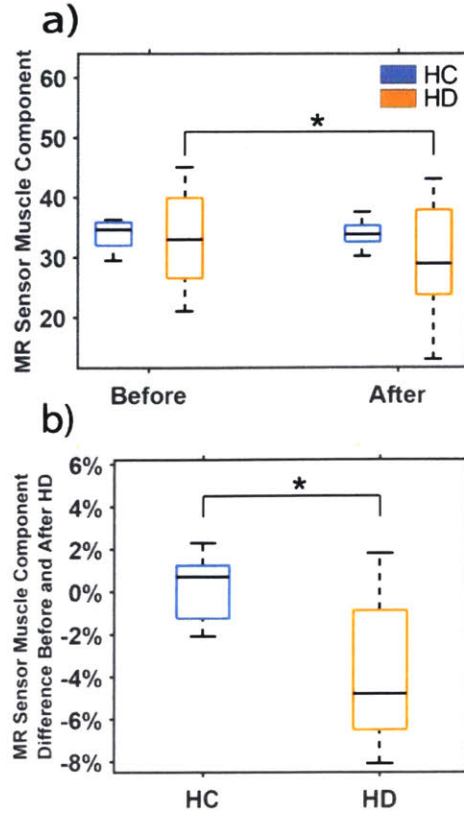 a)
MR Sensor Muscle Component
60
50
40
30
20
HC
HD
*
Before
After
b)
MR Sensor Muscle Component
Difference Before and After HD
6%
4%
2%
0%
-2%
-4%
-6%
-8%
*
HC
HD